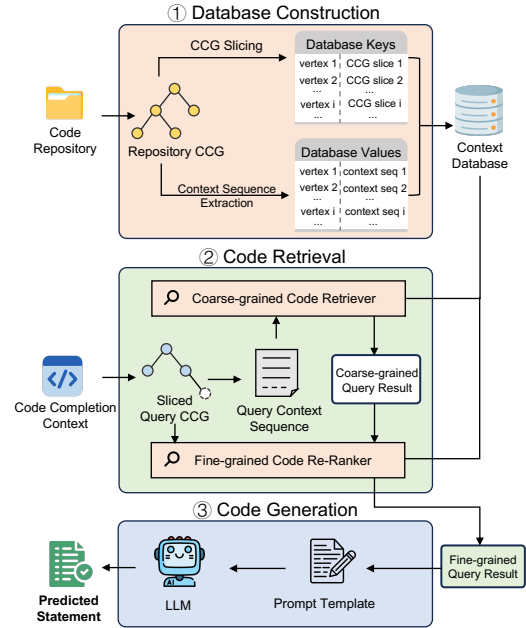 ① Database Construction
CCG Slicing
Database Keys
vertex 1 CCG slice 1
vertex 2 CCG slice 2
... ...
vertex i CCG slice i
... ...
Code
Repository
Repository CCG
Context
Database
Database Values
Context Sequence
Extraction
vertex 1 context seq 1
vertex 2 context seq 2
... ...
vertex i context seq i
... ...
② Code Retrieval
Coarse-grained Code Retriever
Coarse-grained
Query Result
Code Completion
Context
Sliced
Query CCG
Query Context
Sequence
Fine-grained Code Re-Ranker
③ Code Generation
Fine-grained
Query Result
AI
Predicted
Statement
LLM
Prompt Template